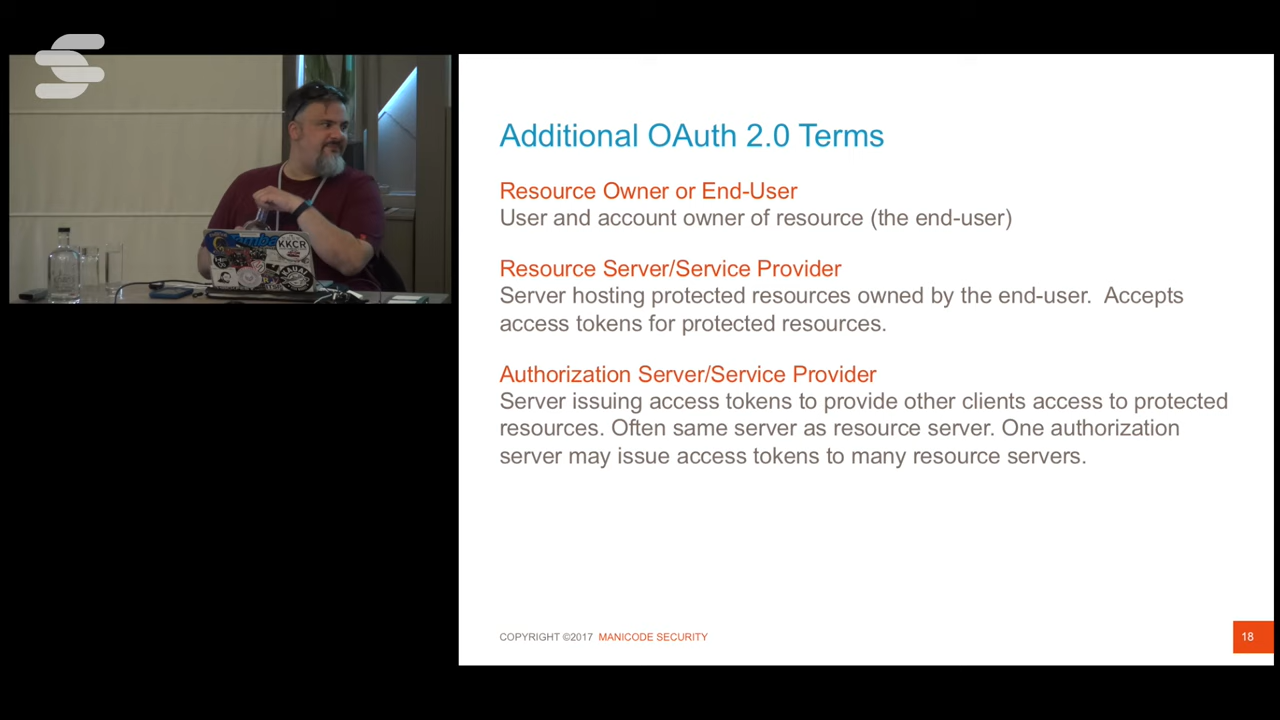 Additional OAuth 2.0 Terms
Resource Owner or End-User
User and account owner of resource (the end-user)
Resource Server/Service Provider
Server hosting protected resources owned by the end-user.  Accepts
access tokens for protected resources.
Authorization Server/Service Provider
Server issuing access tokens to provide other clients access to protected
resources. Often same server as resource server. One authorization
server may issue access tokens to many resource servers.
COPYRIGHT ©2017 MANICODE SECURITY
18
KKCR
KAUAI